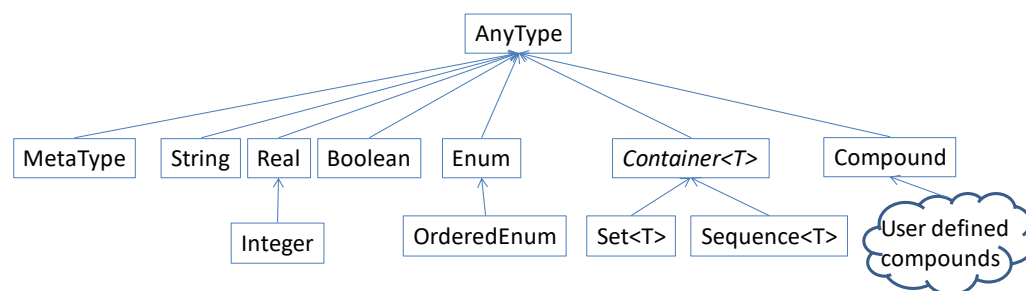 AnyType
MetaType
String
Real
Boolean
Enum
Container<T>
Compound
Integer
OrderedEnum
Set<T>
Sequence<T>
User defined
compounds